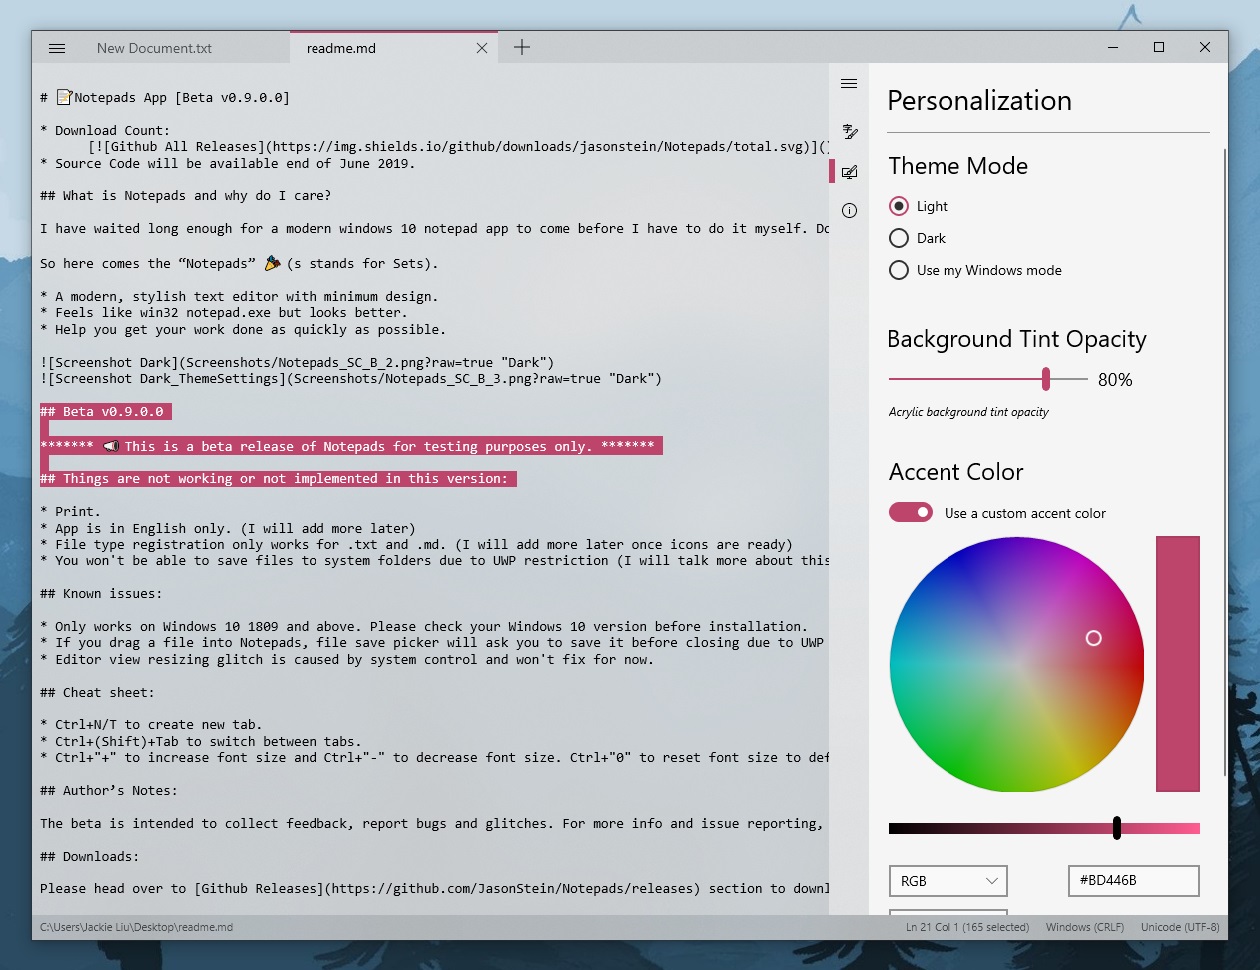 New Document.txt
readme.md
# 📝Notepads App [Beta v0.9.0.0]
* Download Count:
[![Github All Releases](https://img.shields.io/github/downloads/jasonstein/Notepads/total.svg)]()
* Source Code will be available end of June 2019.
## What is Notepads and why do I care?
I have waited long enough for a modern windows 10 notepad app to come before I have to do it myself. Do
So here comes the “Notepads” 🎉 (s stands for Sets).
* A modern, stylish text editor with minimum design.
* Feels like win32 notepad.exe but looks better.
* Help you get your work done as quickly as possible.
![Screenshot Dark](Screenshots/Notepads_SC_B_2.png?raw=true "Dark")
![Screenshot Dark_ThemeSettings](Screenshots/Notepads_SC_B_3.png?raw=true "Dark")
## Beta v0.9.0.0
******* 📢 This is a beta release of Notepads for testing purposes only. *******
## Things are not working or not implemented in this version:
* Print.
* App is in English only. (I will add more later)
* File type registration only works for .txt and .md. (I will add more later once icons are ready)
* You won't be able to save files to system folders due to UWP restriction (I will talk more about this
## Known issues:
* Only works on Windows 10 1809 and above. Please check your Windows 10 version before installation.
* If you drag a file into Notepads, file save picker will ask you to save it before closing due to UWP
* Editor view resizing glitch is caused by system control and won't fix for now.
## Cheat sheet:
* Ctrl+N/T to create new tab.
* Ctrl+(Shift)+Tab to switch between tabs.
* Ctrl+"+" to increase font size and Ctrl+"-" to decrease font size. Ctrl+"0" to reset font size to def
## Author’s Notes:
The beta is intended to collect feedback, report bugs and glitches. For more info and issue reporting,
## Downloads:
Please head over to [Github Releases](https://github.com/JasonStein/Notepads/releases) section to downl
Personalization
Theme Mode
Light
Dark
Use my Windows mode
Background Tint Opacity
80%
Acrylic background tint opacity
Accent Color
Use a custom accent color
RGB
#BD446B
C:\Users\Jackie Liu\Desktop\readme.md
Ln 21 Col 1 (165 selected)
Windows (CRLF)
Unicode (UTF-8)